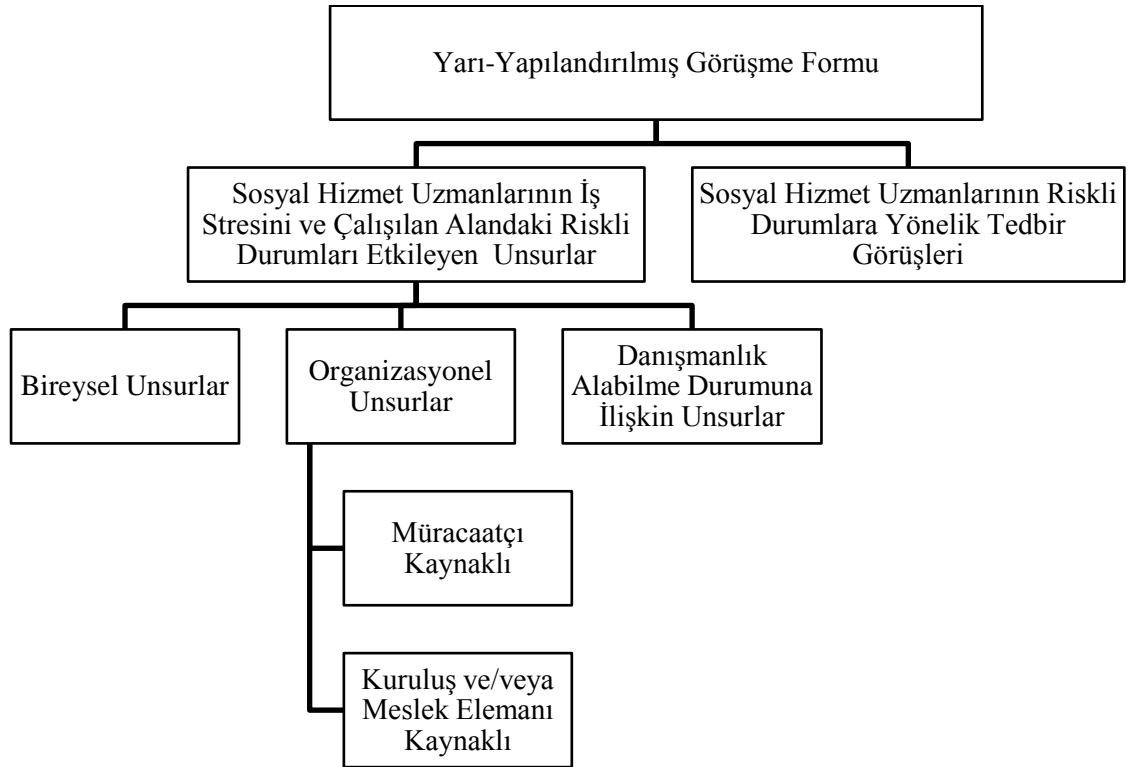 Yarı-Yapılandırılmış Görüşme Formu
Sosyal Hizmet Uzmanlarının İş
Stresini ve Çalışılan Alandaki Riskli
Durumları Etkileyen Unsurlar
Sosyal Hizmet Uzmanlarının Riskli
Durumlara Yönelik Tedbir
Görüşleri
Bireysel Unsurlar
Organizasyonel
Unsurlar
Danışmanlık
Alabilme Durumuna
İlişkin Unsurlar
Müracaatçı
Kaynaklı
Kuruluş ve/veya
Meslek Elemanı
Kaynaklı